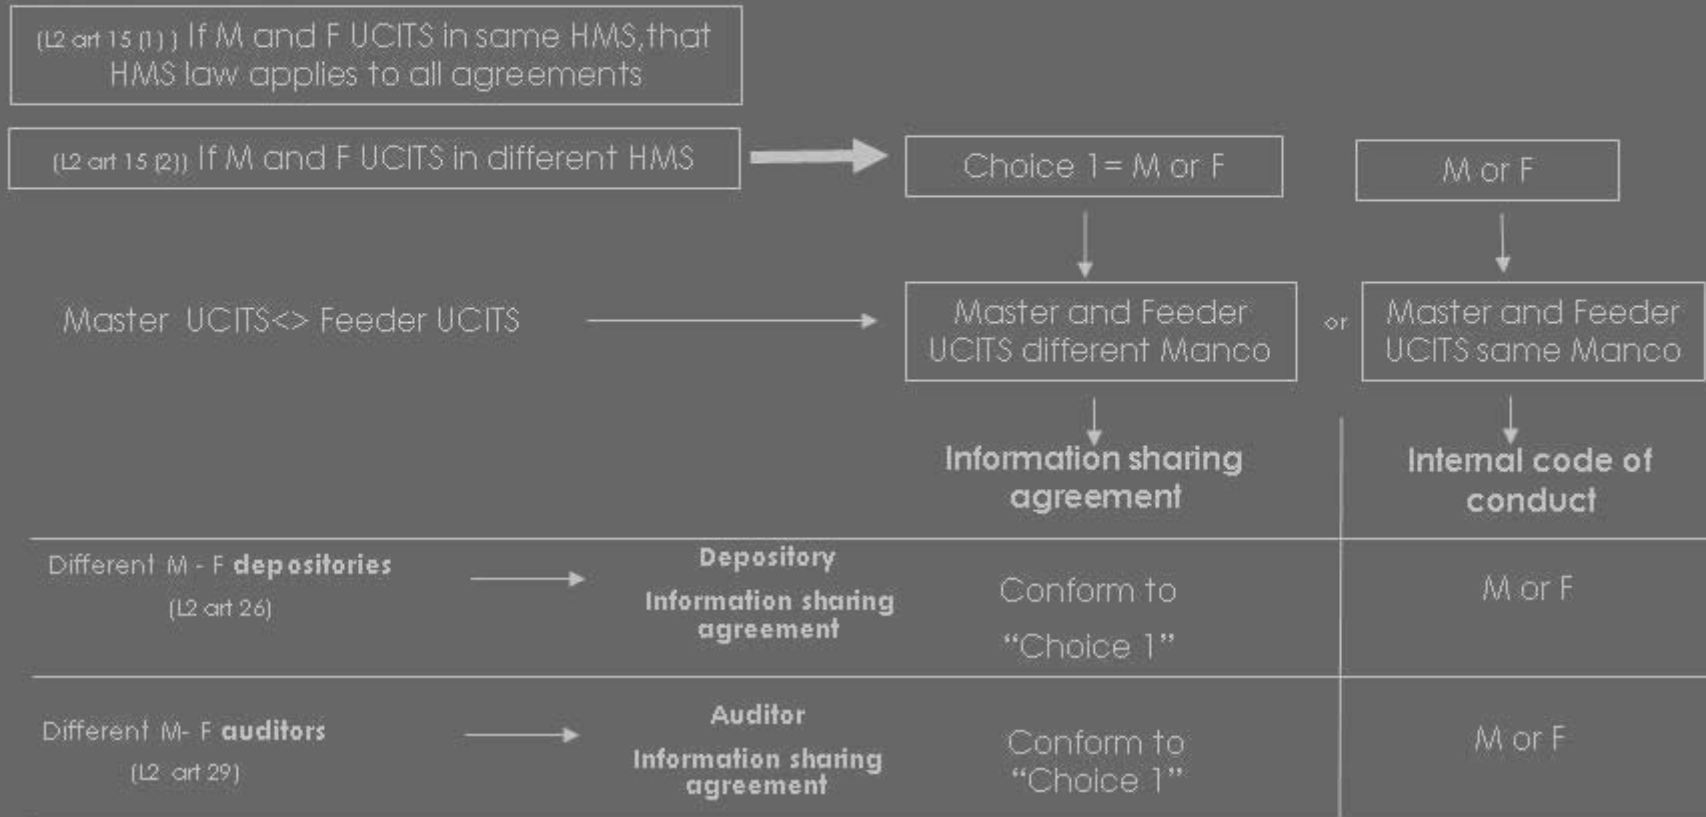 (L2 art 15 (1) ) If M and F UCITS in same HMS, that
HMS law applies to all agreements
(L2 art 15 (2)) If M and F UCITS in different HMS
Choice 1= M or F
M or F
Master UCITS<> Feeder UCITS
Master and Feeder
UCITS different Manco
or
Master and Feeder
UCITS same Manco
Information sharing
agreement
Internal code of
conduct
Different M - F depositories
(L2 art 26)
Depository
Information sharing
agreement
Conform to
“Choice 1”
M or F
Different M- F auditors
(L2 art 29)
Auditor
Information sharing
agreement
Conform to
“Choice 1”
M or F